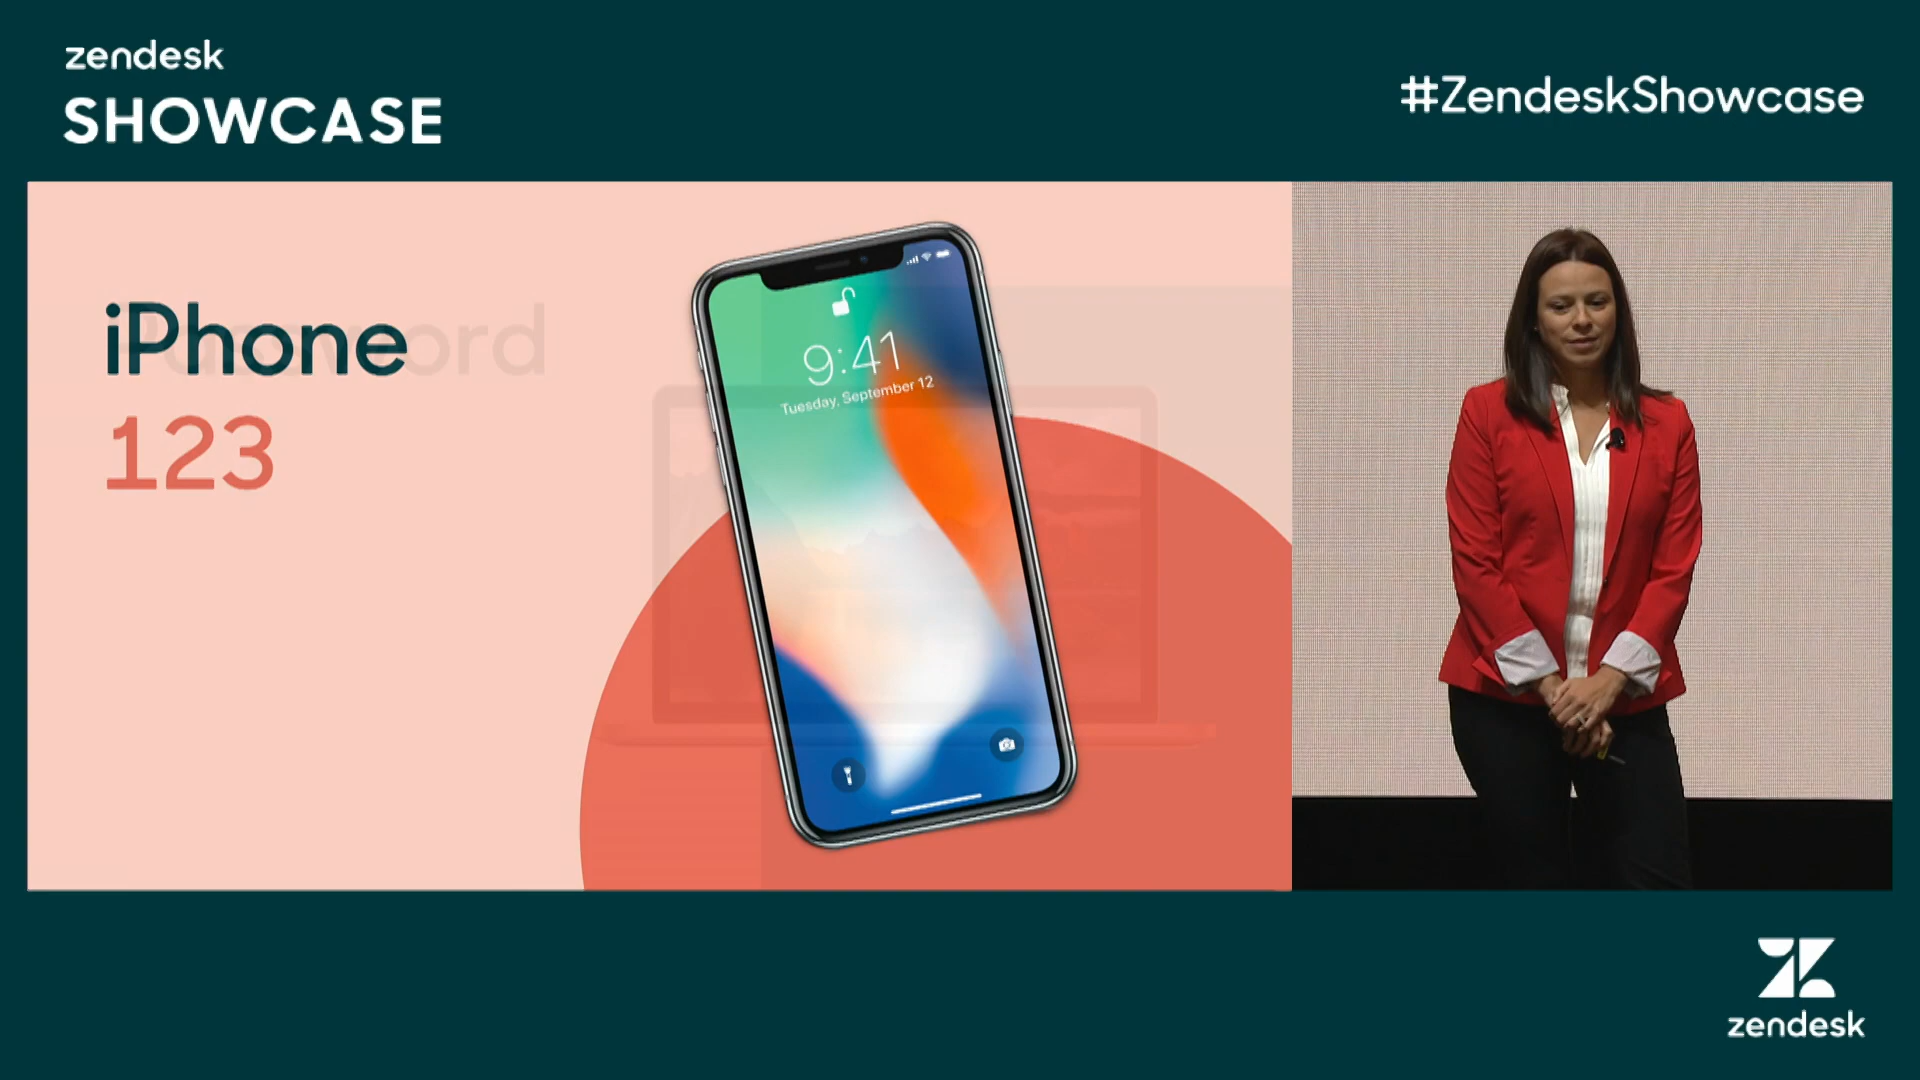 zendesk
SHOWCASE
#ZendeskShowcase
iPhone
123
9:41
Tuesday, September 12
zendesk